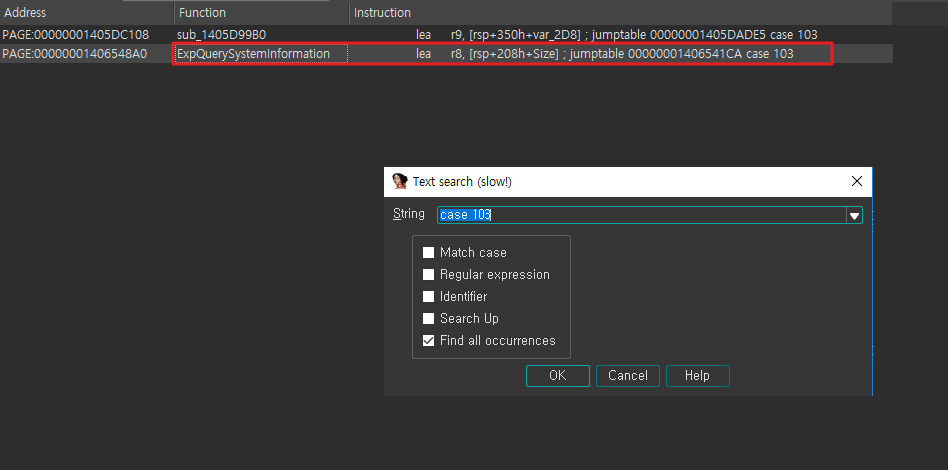 Address Function Instruction
PAGE:00000001405DC108 sub_1405D99B0 lea r9, [rsp+350h+var_2D8] ; jumptable 00000001405DADE5 case 103
PAGE:00000001406548A0 ExpQuerySystemInformation lea r8, [rsp+208h+Size] ; jumptable 00000001406541CA case 103
Text search (slow!)
String case 103
Match case
Regular expression
Identifier
Search Up
Find all occurrences
OK Cancel Help